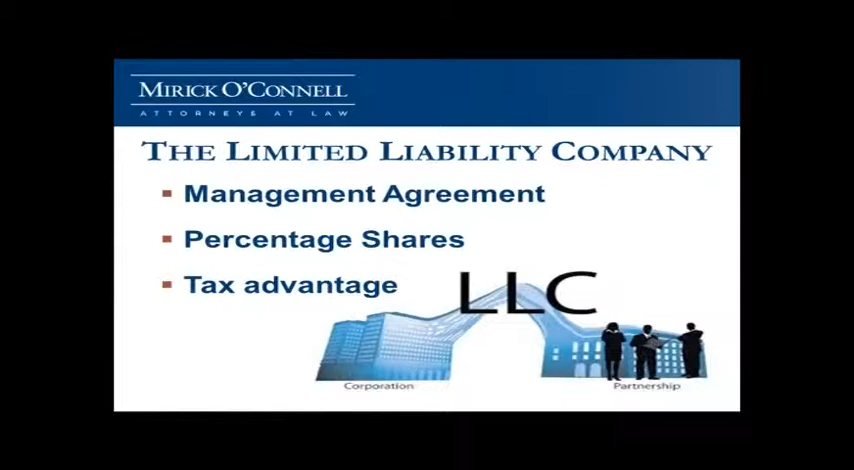 MIRICK O'CONNELL
ATTORNEYS AT LAW
THE LIMITED LIABILITY COMPANY
Management Agreement
Percentage Shares
Tax advantage
LLC
Corporation
Partnership